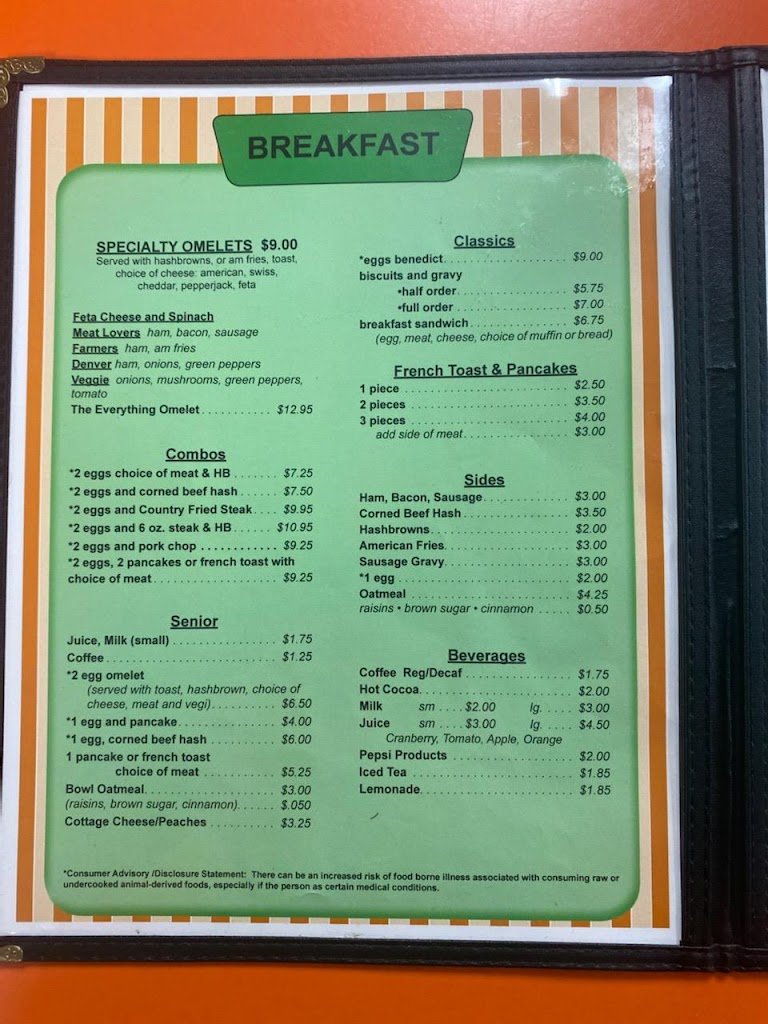 BREAKFAST
SPECIALTY OMELETS $9.00
Served with hashbrowns, or am fries, toast,
choice of cheese: american, swiss,
cheddar, pepperjack, feta
Feta Cheese and Spinach
Meat Lovers ham, bacon, sausage
Farmers ham, am fries
Denver ham, onions, green peppers
Veggie onions, mushrooms, green peppers,
tomato
The Everything Omelet . . . . . . . . . . . $12.95
Combos
*2 eggs choice of meat & HB . . . . . . . $7.25
*2 eggs and corned beef hash . . . . . . $7.50
*2 eggs and Country Fried Steak . . . . $9.95
*2 eggs and 6 oz. steak & HB . . . . . . $10.95
*2 eggs and pork chop . . . . . . . . . . . $9.25
*2 eggs, 2 pancakes or french toast with
choice of meat . . . . . . . . . . . . . . . . . $9.25
Senior
Juice, Milk (small) . . . . . . . . . . . . . . . $1.75
Coffee . . . . . . . . . . . . . . . . . . . . . . . . $1.25
*2 egg omelet
(served with toast, hashbrown, choice of
cheese, meat and vegi) . . . . . . . . . . $6.50
*1 egg and pancake . . . . . . . . . . . . . . $4.00
*1 egg, corned beef hash . . . . . . . . . . $6.00
1 pancake or french toast
choice of meat . . . . . . . . . . $5.25
Bowl Oatmeal . . . . . . . . . . . . . . . . . . . $3.00
(raisins, brown sugar, cinnamon) . . . . . . $.050
Cottage Cheese/Peaches . . . . . . . . . . $3.25
Classics
*eggs benedict . . . . . . . . . . . . . . . . . . $9.00
biscuits and gravy
•half order . . . . . . . . . . . . . . . . $5.75
•full order . . . . . . . . . . . . . . . . $7.00
breakfast sandwich . . . . . . . . . . . . . . $6.75
(egg, meat, cheese, choice of muffin or bread)
French Toast & Pancakes
1 piece . . . . . . . . . . . . . . . . . . . . . . . . $2.50
2 pieces . . . . . . . . . . . . . . . . . . . . . . . $3.50
3 pieces . . . . . . . . . . . . . . . . . . . . . . . $4.00
add side of meat . . . . . . . . . . . . . . . $3.00
Sides
Ham, Bacon, Sausage . . . . . . . . . . . . . $3.00
Corned Beef Hash . . . . . . . . . . . . . . . . $3.50
Hashbrowns . . . . . . . . . . . . . . . . . . . . $2.00
American Fries . . . . . . . . . . . . . . . . . . $3.00
Sausage Gravy . . . . . . . . . . . . . . . . . . $3.00
*1 egg . . . . . . . . . . . . . . . . . . . . . . . . . $2.00
Oatmeal . . . . . . . . . . . . . . . . . . . . . . . $4.25
raisins • brown sugar • cinnamon . . . . . $0.50
Beverages
Coffee Reg/Decaf . . . . . . . . . . . . . . . . $1.75
Hot Cocoa . . . . . . . . . . . . . . . . . . . . . . $2.00
Milk sm . . . . $2.00 lg. . . . . $3.00
Juice sm . . . . $3.00 lg. . . . . $4.50
Cranberry, Tomato, Apple, Orange
Pepsi Products . . . . . . . . . . . . . . . . . . $2.00
Iced Tea . . . . . . . . . . . . . . . . . . . . . . . $1.85
Lemonade . . . . . . . . . . . . . . . . . . . . . . $1.85
*Consumer Advisory /Disclosure Statement: There can be an increased risk of food borne illness associated with consuming raw or
undercooked animal-derived foods, especially if the person as certain medical conditions.